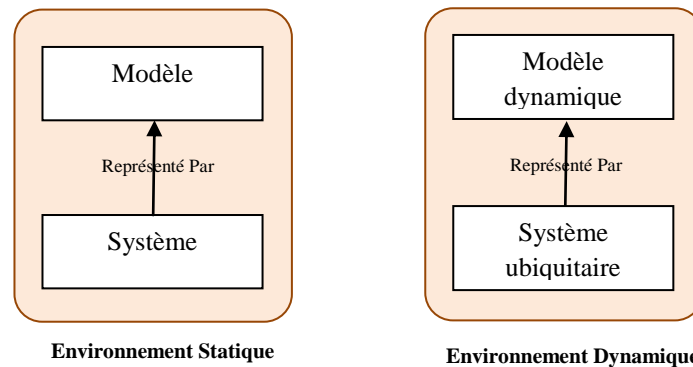 Modèle
Représenté Par
Système
Environnement Statique
Modèle
dynamique
Représenté Par
Système
ubiquitaire
Environnement Dynamique